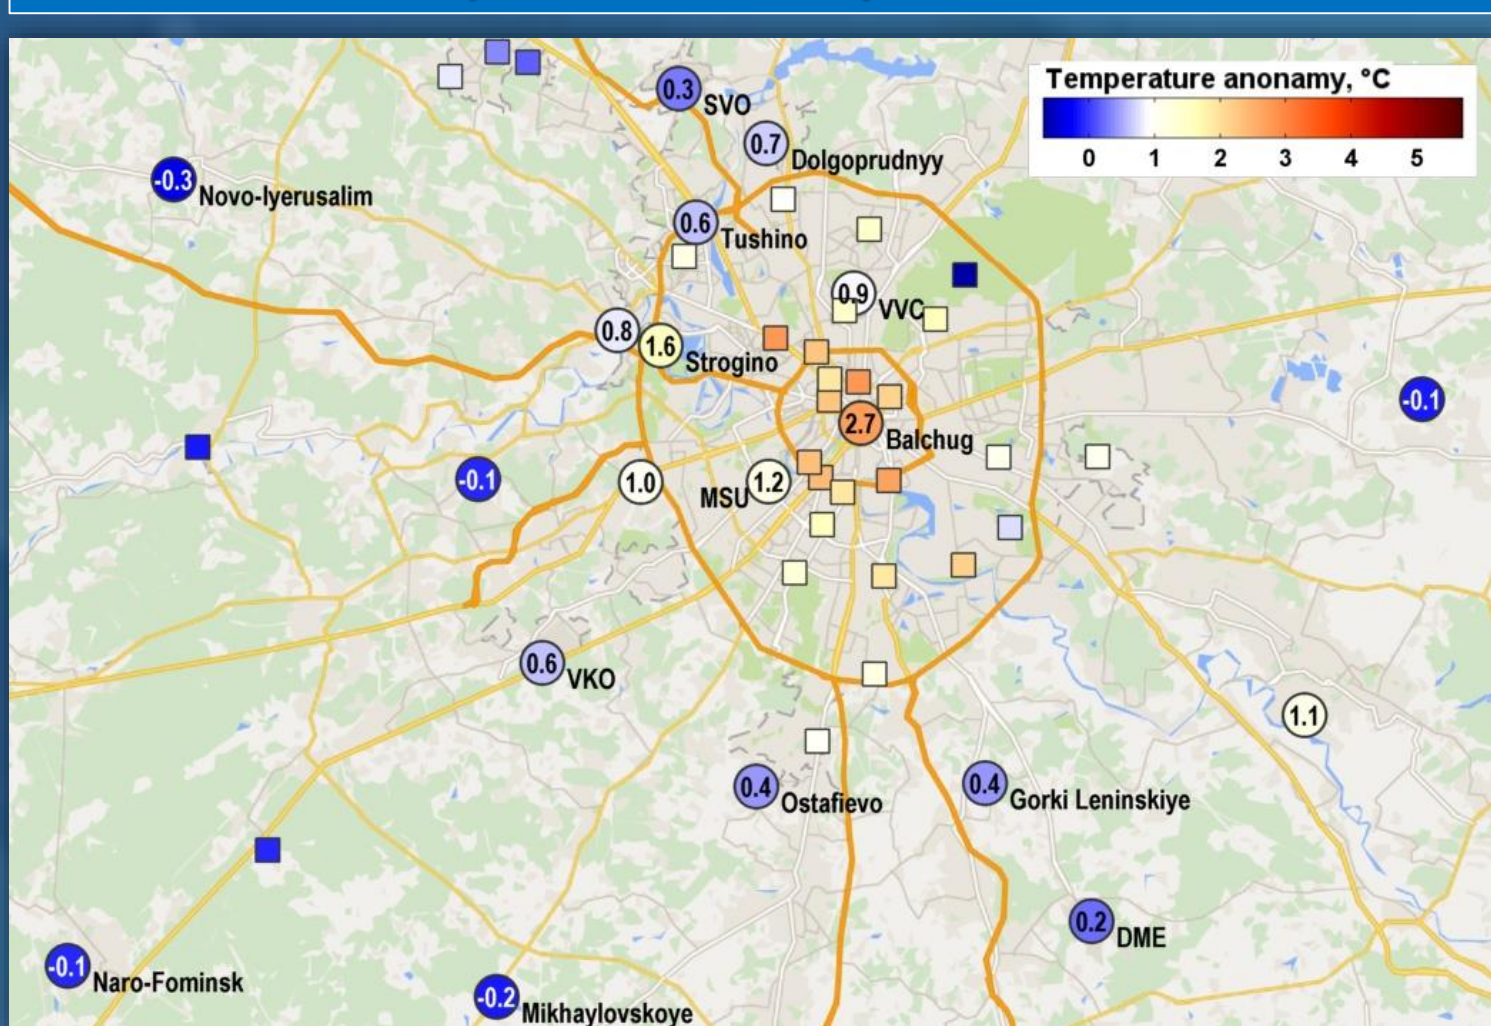 Temperature anonamy, °C
0 1 2 3 4 5
0.3 SVO
0.7 Dolgoprudnyy
-0.3 Novo-Iyerusalim
0.6 Tushino
0.9 VVC
0.8
1.6 Strogino
-0.1
2.7 Balchug
-0.1
1.0
MSU 1.2
0.6 VKO
1.1
0.4 Ostafievo
0.4 Gorki Leninskiye
0.2 DME
-0.1 Naro-Fominsk
-0.2 Mikhaylovskoye